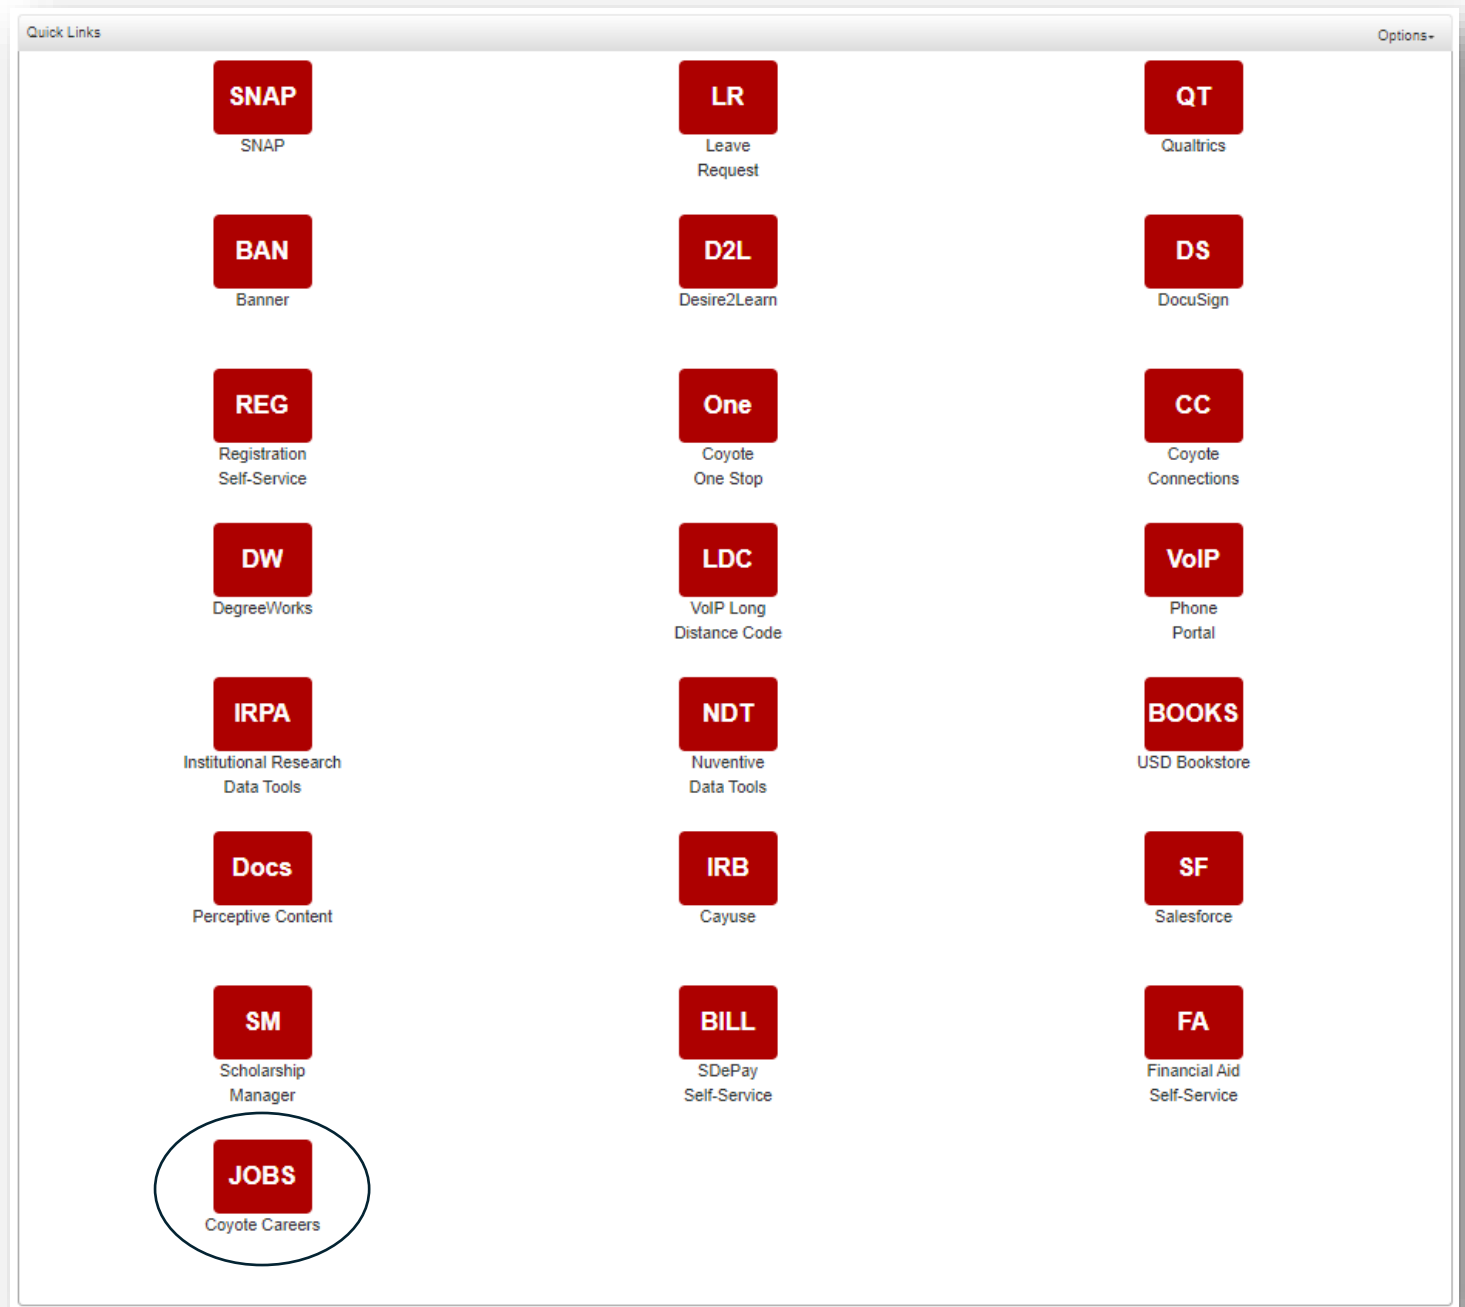 Quick Links
Options
SNAP
SNAP
LR
Leave
Request
QT
Qualtrics
BAN
Banner
D2L
Desire2Learn
DS
DocuSign
REG
Registration
Self-Service
One
Coyote
One Stop
CC
Coyote
Connections
DW
DegreeWorks
LDC
VoIP Long
Distance Code
VoIP
Phone
Portal
IRPA
Institutional Research
Data Tools
NDT
Nuventive
Data Tools
BOOKS
USD Bookstore
Docs
Perceptive Content
IRB
Cayuse
SF
Salesforce
SM
Scholarship
Manager
BILL
SDePay
Self-Service
FA
Financial Aid
Self-Service
JOBS
Coyote Careers